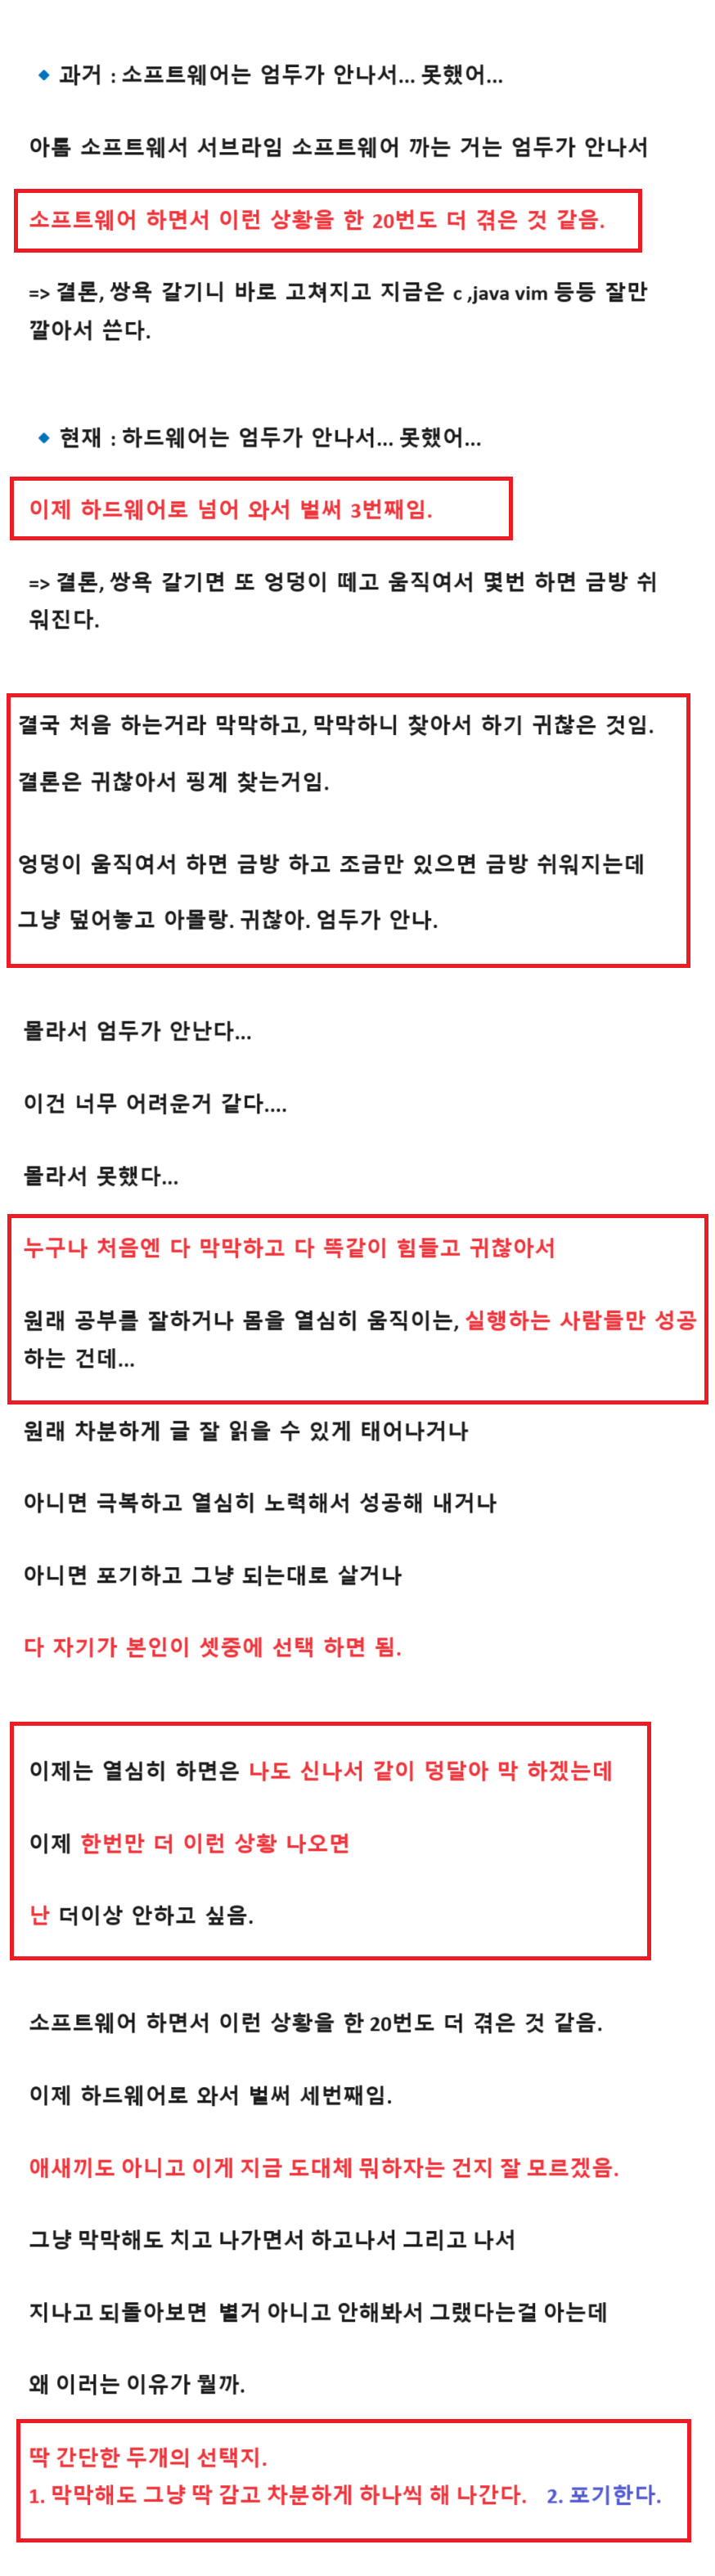 ◆ 과거 : 소프트웨어는 엄두가 안나서... 못했어...
아톰 소프트웨서 서브라임 소프트웨어 까는 거는 엄두가 안나서
소프트웨어 하면서 이런 상황을 한 20번도 더 겪은 것 같음.
=> 결론, 쌍욕 갈기니 바로 고쳐지고 지금은 c ,java vim 등등 잘만
깔아서 쓴다.
◆ 현재 : 하드웨어는 엄두가 안나서... 못했어...
이제 하드웨어로 넘어 와서 벌써 3번째임.
=> 결론, 쌍욕 갈기면 또 엉덩이 떼고 움직여서 몇번 하면 금방 쉬
워진다.
결국 처음 하는거라 막막하고, 막막하니 찾아서 하기 귀찮은 것임.
결론은 귀찮아서 핑계 찾는거임.
엉덩이 움직여서 하면 금방 하고 조금만 있으면 금방 쉬워지는데
그냥 덮어놓고 아몰랑. 귀찮아. 엄두가 안나.
몰라서 엄두가 안난다...
이건 너무 어려운거 같다....
몰라서 못했다...
누구나 처음엔 다 막막하고 다 똑같이 힘들고 귀찮아서
원래 공부를 잘하거나 몸을 열심히 움직이는, 실행하는 사람들만 성공
하는 건데...
원래 차분하게 글 잘 읽을 수 있게 태어나거나
아니면 극복하고 열심히 노력해서 성공해 내거나
아니면 포기하고 그냥 되는대로 살거나
다 자기가 본인이 셋중에 선택 하면 됨.
이제는 열심히 하면은 나도 신나서 같이 덩달아 막 하겠는데
이제 한번만 더 이런 상황 나오면
난 더이상 안하고 싶음.
소프트웨어 하면서 이런 상황을 한 20번도 더 겪은 것 같음.
이제 하드웨어로 와서 벌써 세번째임.
애새끼도 아니고 이게 지금 도대체 뭐하자는 건지 잘 모르겠음.
그냥 막막해도 치고 나가면서 하고나서 그리고 나서
지나고 되돌아보면 별거 아니고 안해봐서 그랬다는걸 아는데
왜 이러는 이유가 뭘까.
딱 간단한 두개의 선택지.
1. 막막해도 그냥 딱 감고 차분하게 하나씩 해 나간다. 2. 포기한다.